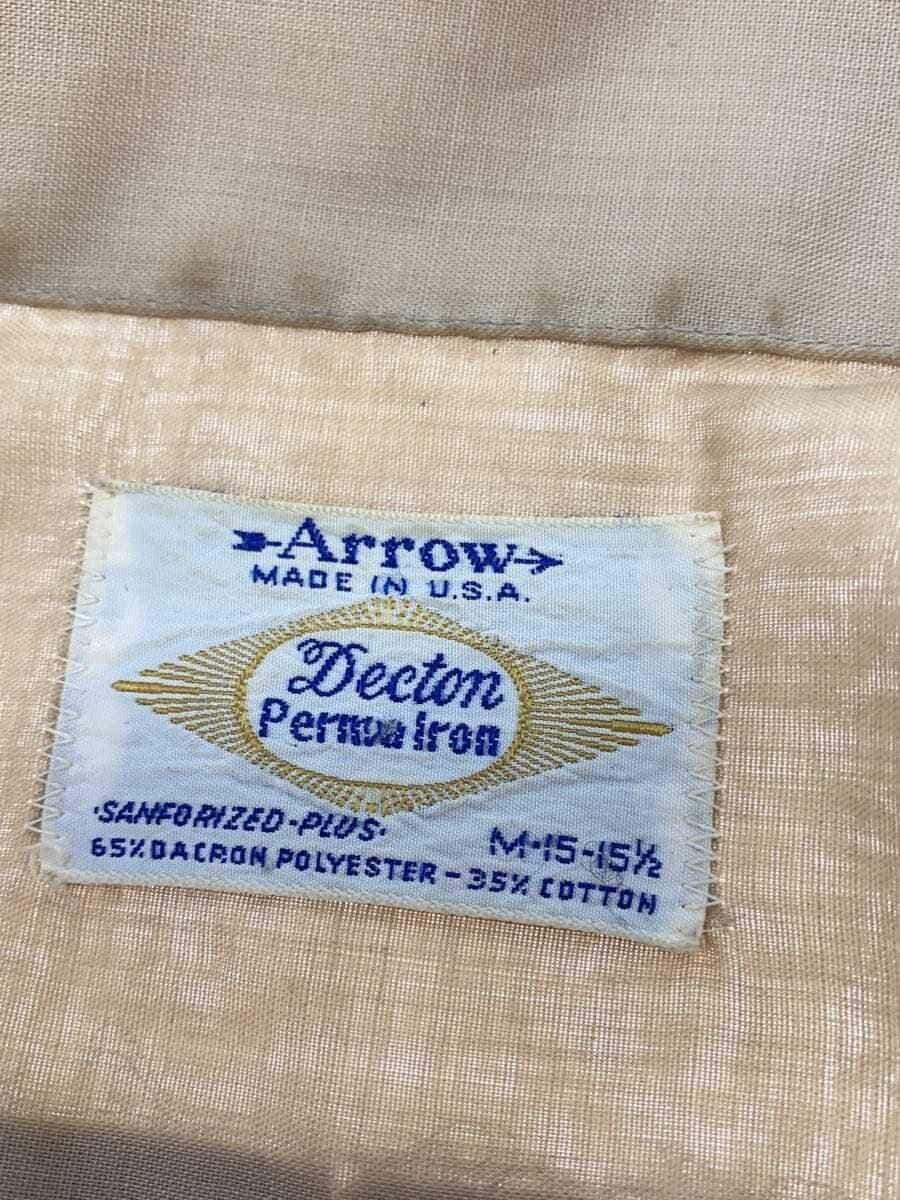 Arrow
MADE IN U.S.A.
Decton
Perma Iron
·SANFORIZED-PLUS·
M-15-15½
65% DACRON POLYESTER - 35% COTTON